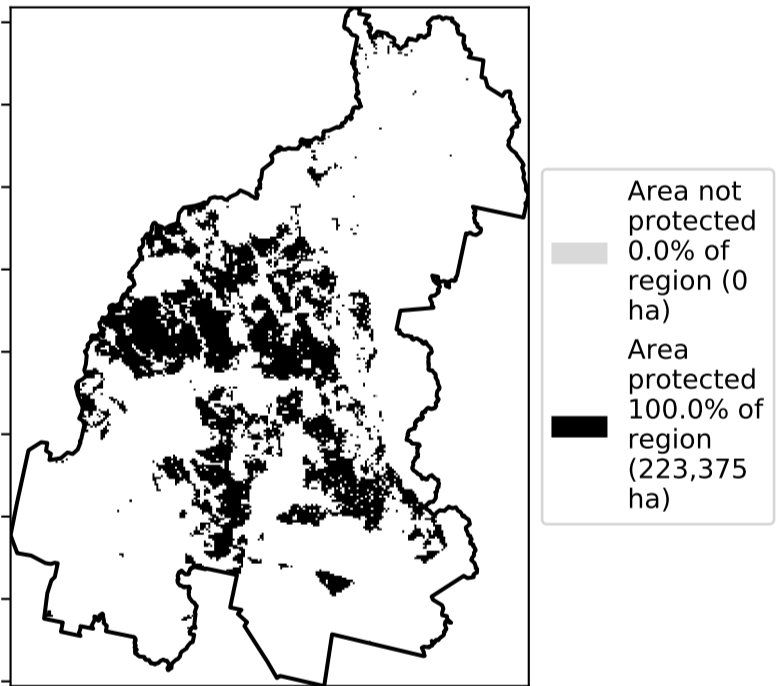 Area not
protected
0.0% of
region (0
ha)
Area
protected
100.0% of
region
(223,375
ha)